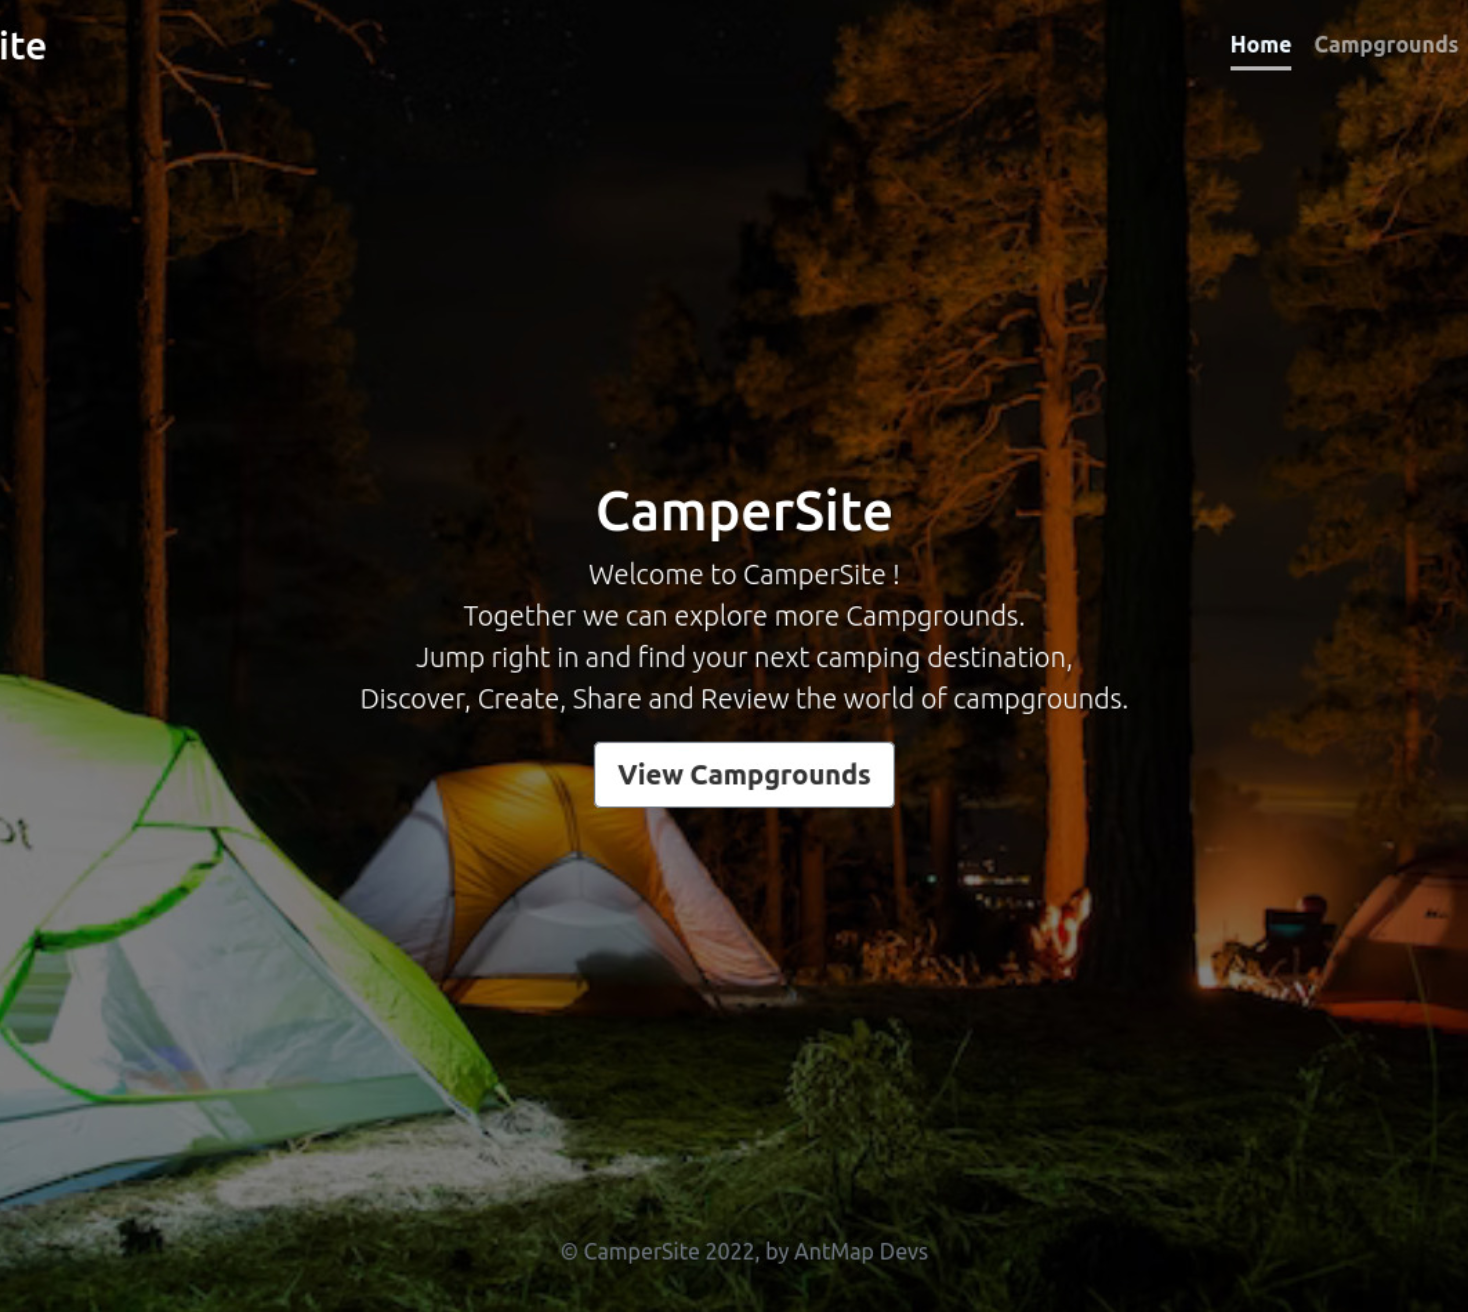 ite
Home Campgrounds
CamperSite
Welcome to CamperSite !
Together we can explore more Campgrounds.
Jump right in and find your next camping destination,
Discover, Create, Share and Review the world of campgrounds.
View Campgrounds
© CamperSite 2022, by AntMap Devs